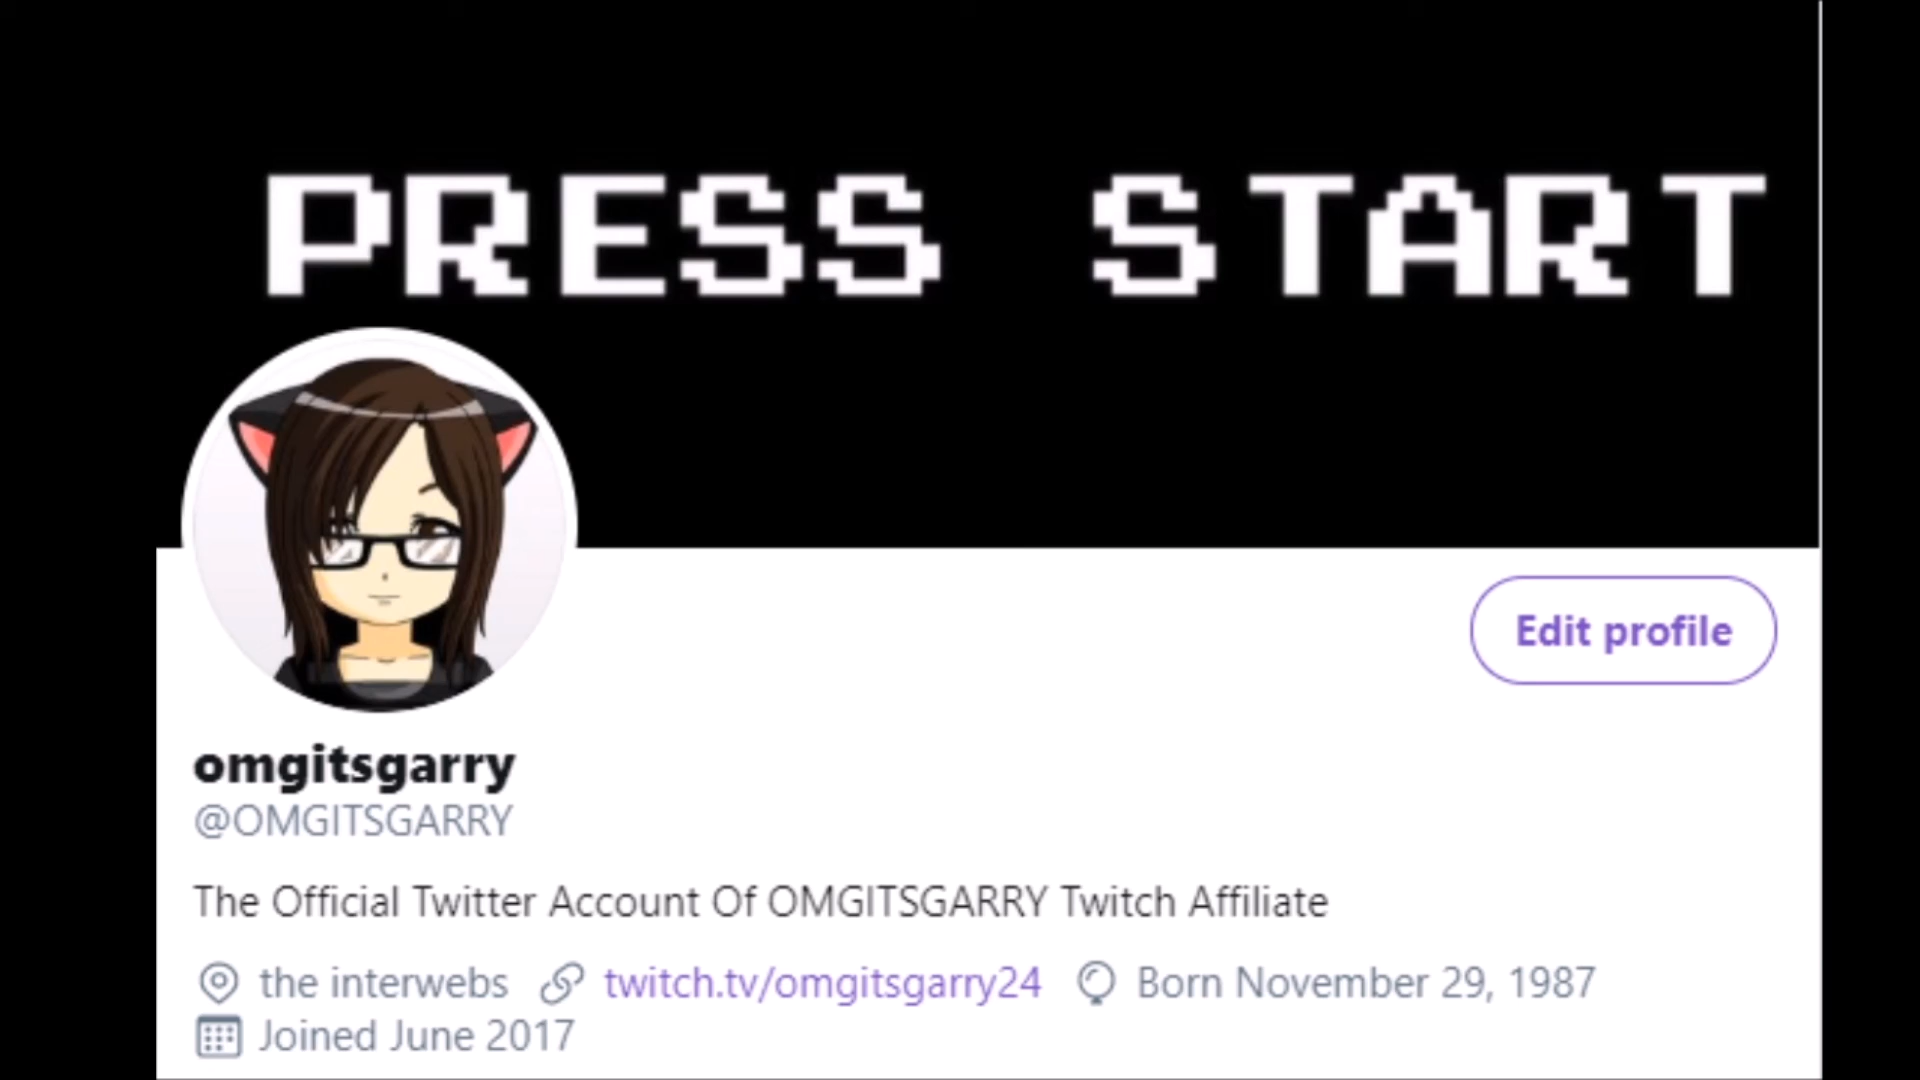 PRESS START
Edit profile
omgitsgarry
@OMGITSGARRY
The Official Twitter Account Of OMGITSGARRY Twitch Affiliate
the interwebs twitch.tv/omgitsgarry24 Born November 29, 1987
Joined June 2017